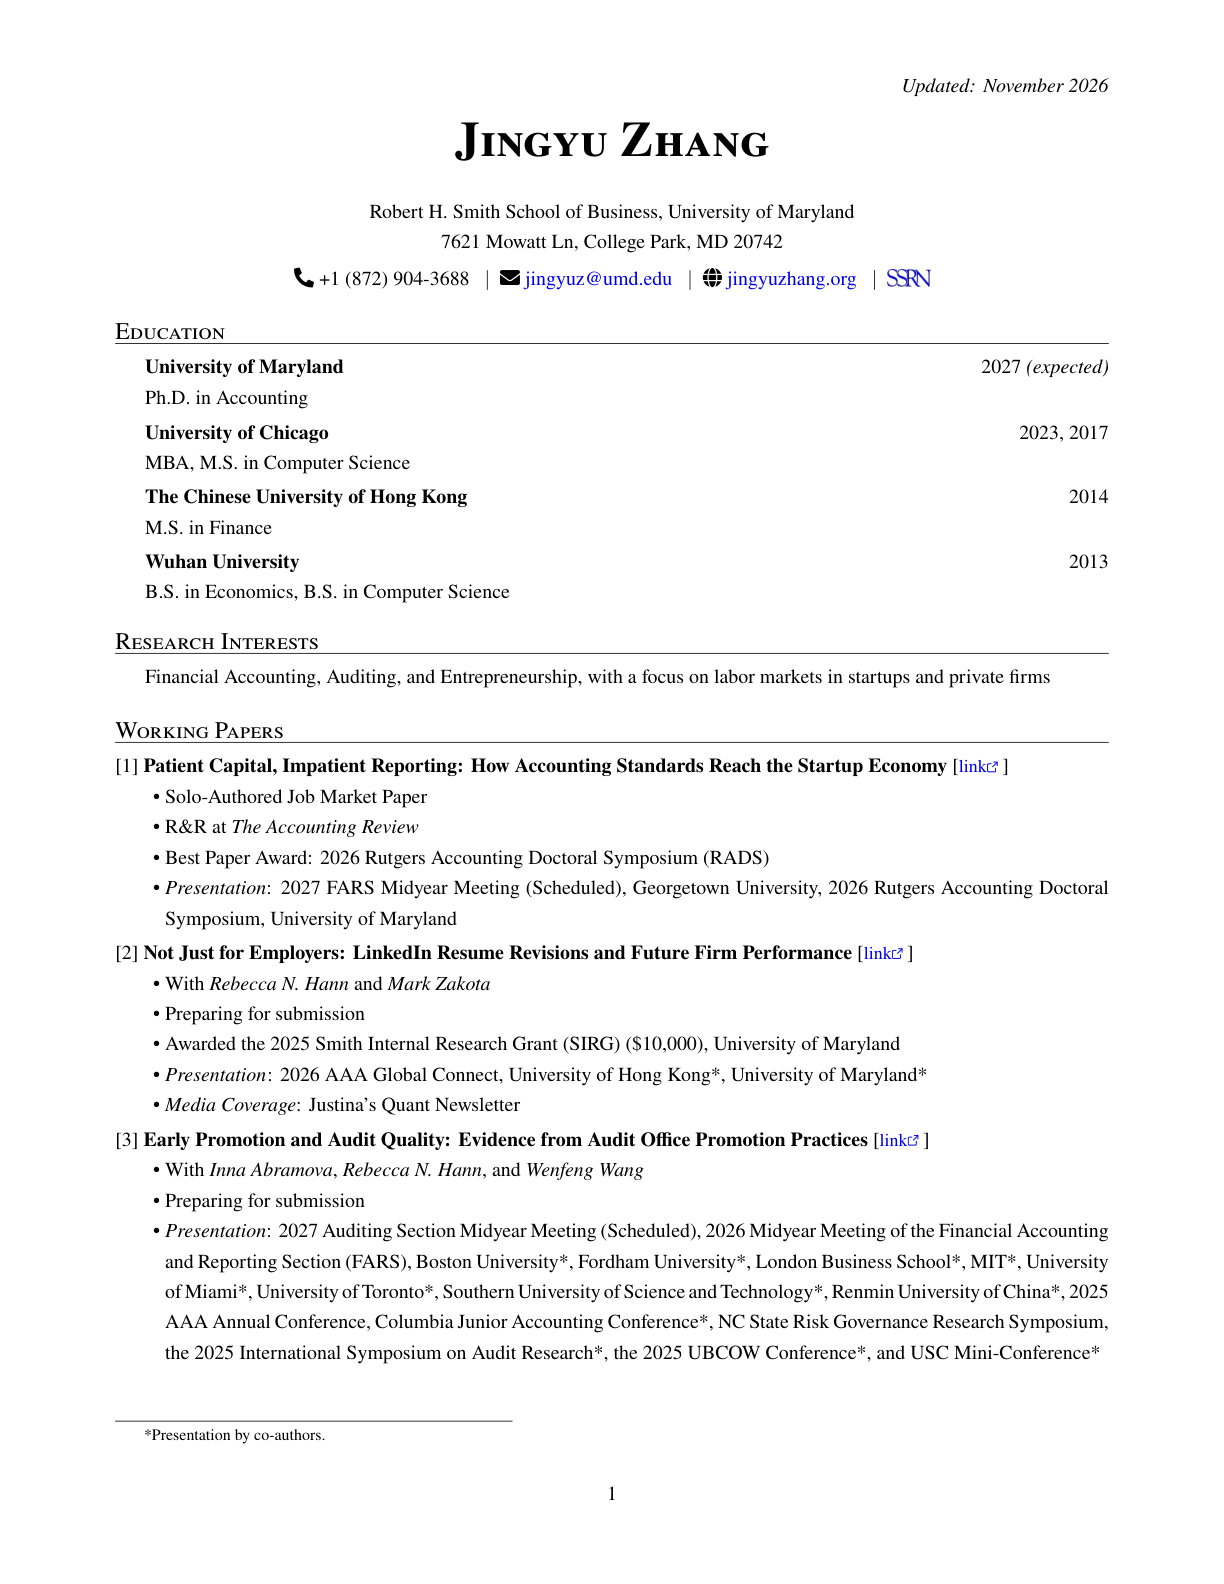 Updated: November 2026
Jingyu Zhang
Robert H. Smith School of Business, University of Maryland
7621 Mowatt Ln, College Park, MD 20742
+1 (872) 904-3688 | jingyuz@umd.edu | jingyuzhang.org | SSRN
Education
University of Maryland 2027 (expected)
Ph.D. in Accounting
University of Chicago 2023, 2017
MBA, M.S. in Computer Science
The Chinese University of Hong Kong 2014
M.S. in Finance
Wuhan University 2013
B.S. in Economics, B.S. in Computer Science
Research Interests
Financial Accounting, Auditing, and Entrepreneurship, with a focus on labor markets in startups and private firms
Working Papers
[1] Patient Capital, Impatient Reporting: How Accounting Standards Reach the Startup Economy [link]
• Solo-Authored Job Market Paper
• R&R at The Accounting Review
• Best Paper Award: 2026 Rutgers Accounting Doctoral Symposium (RADS)
• Presentation: 2027 FARS Midyear Meeting (Scheduled), Georgetown University, 2026 Rutgers Accounting Doctoral
Symposium, University of Maryland
[2] Not Just for Employers: LinkedIn Resume Revisions and Future Firm Performance [link]
• With Rebecca N. Hann and Mark Zakota
• Preparing for submission
• Awarded the 2025 Smith Internal Research Grant (SIRG) ($10,000), University of Maryland
• Presentation: 2026 AAA Global Connect, University of Hong Kong*, University of Maryland*
• Media Coverage: Justina's Quant Newsletter
[3] Early Promotion and Audit Quality: Evidence from Audit Office Promotion Practices [link]
• With Inna Abramova, Rebecca N. Hann, and Wenfeng Wang
• Preparing for submission
• Presentation: 2027 Auditing Section Midyear Meeting (Scheduled), 2026 Midyear Meeting of the Financial Accounting
and Reporting Section (FARS), Boston University*, Fordham University*, London Business School*, MIT*, University
of Miami*, University of Toronto*, Southern University of Science and Technology*, Renmin University of China*, 2025
AAA Annual Conference, Columbia Junior Accounting Conference*, NC State Risk Governance Research Symposium,
the 2025 International Symposium on Audit Research*, the 2025 UBCOW Conference*, and USC Mini-Conference*
*Presentation by co-authors.
1